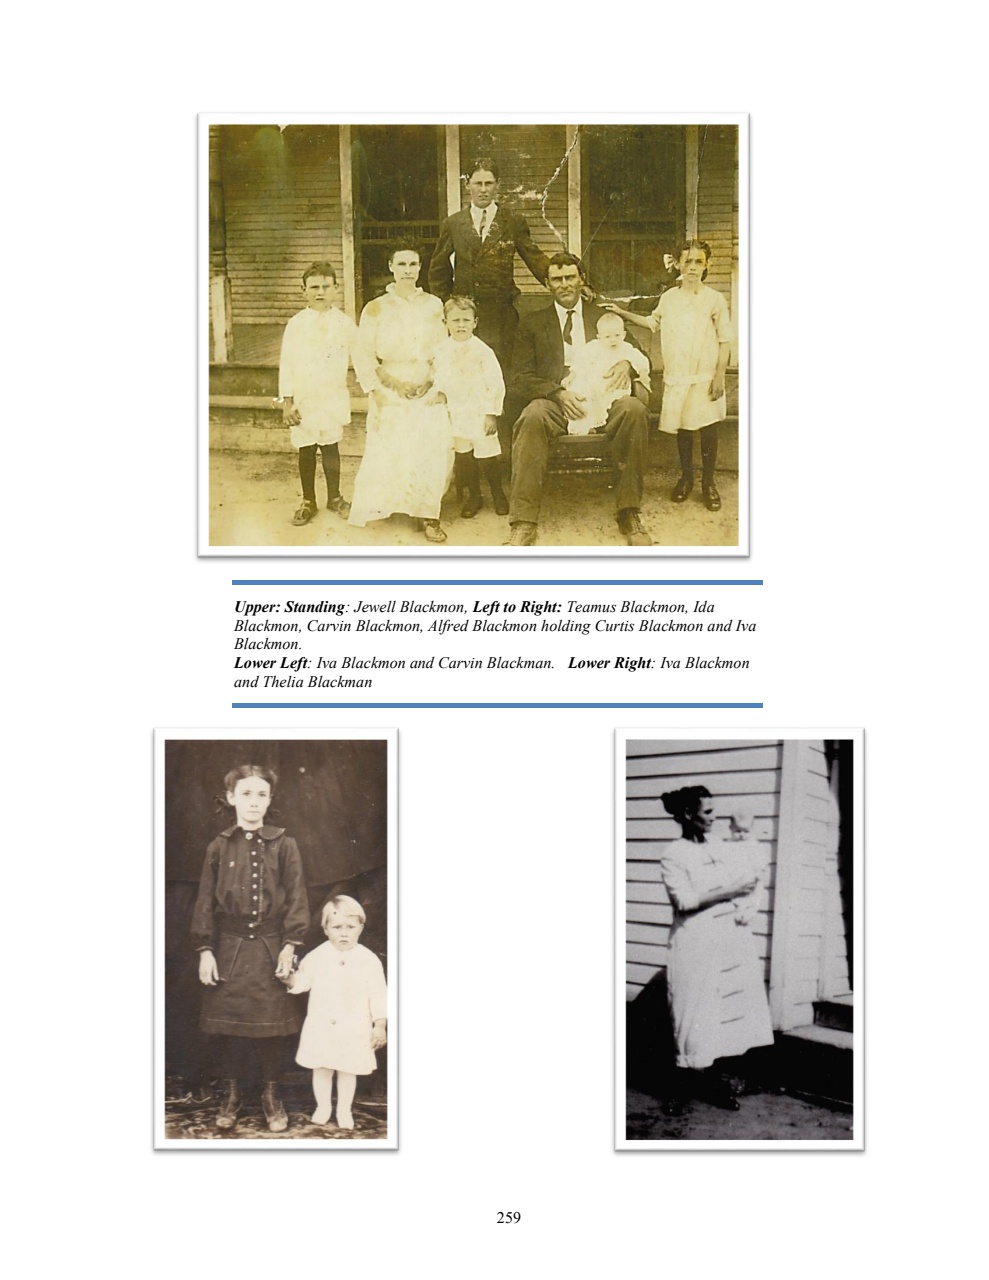 Upper: Standing: Jewell Blackmon, Left to Right: Teamus Blackmon, Ida
Blackmon, Carvin Blackmon, Alfred Blackmon holding Curtis Blackmon and Iva
Blackmon.
Lower Left: Iva Blackmon and Carvin Blackman. Lower Right: Iva Blackmon
and Thelia Blackman
259